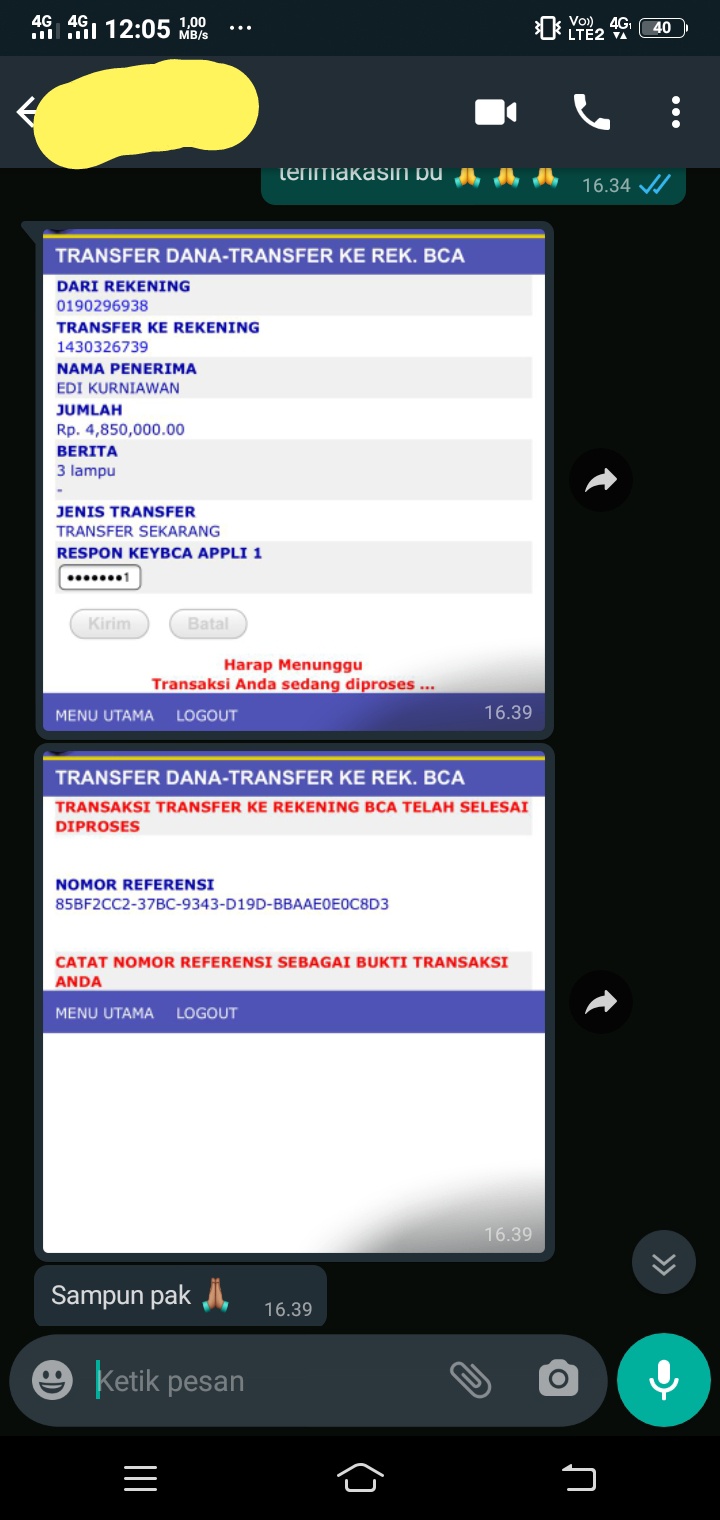 4G 4G 12:05 1,00 MB/s ... Vo)) LTE2 4G 40
terimakasih bu 🙏 🙏 🙏 16.34
TRANSFER DANA-TRANSFER KE REK. BCA
DARI REKENING
0190296938
TRANSFER KE REKENING
1430326739
NAMA PENERIMA
EDI KURNIAWAN
JUMLAH
Rp. 4,850,000.00
BERITA
3 lampu
-
JENIS TRANSFER
TRANSFER SEKARANG
RESPON KEYBCA APPLI 1
•••••••1
Kirim Batal
Harap Menunggu
Transaksi Anda sedang diproses ...
MENU UTAMA LOGOUT 16.39
TRANSFER DANA-TRANSFER KE REK. BCA
TRANSAKSI TRANSFER KE REKENING BCA TELAH SELESAI
DIPROSES
NOMOR REFERENSI
85BF2CC2-37BC-9343-D19D-BBAAE0E0C8D3
CATAT NOMOR REFERENSI SEBAGAI BUKTI TRANSAKSI
ANDA
MENU UTAMA LOGOUT
16.39
Sampun pak 🙏🏽 16.39
Ketik pesan